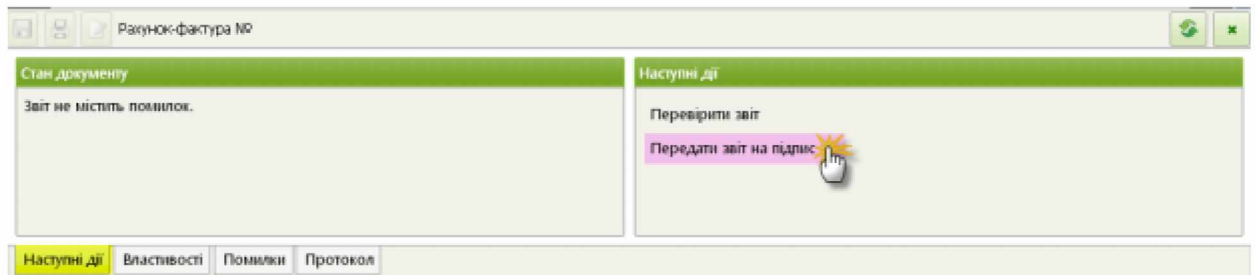 Рахунок-фактура №
Стан документу
Наступні дії
Звіт не містить помилок.
Перевірити звіт
Передати звіт на підпис
Наступні дії Властивості Помилки Протокол